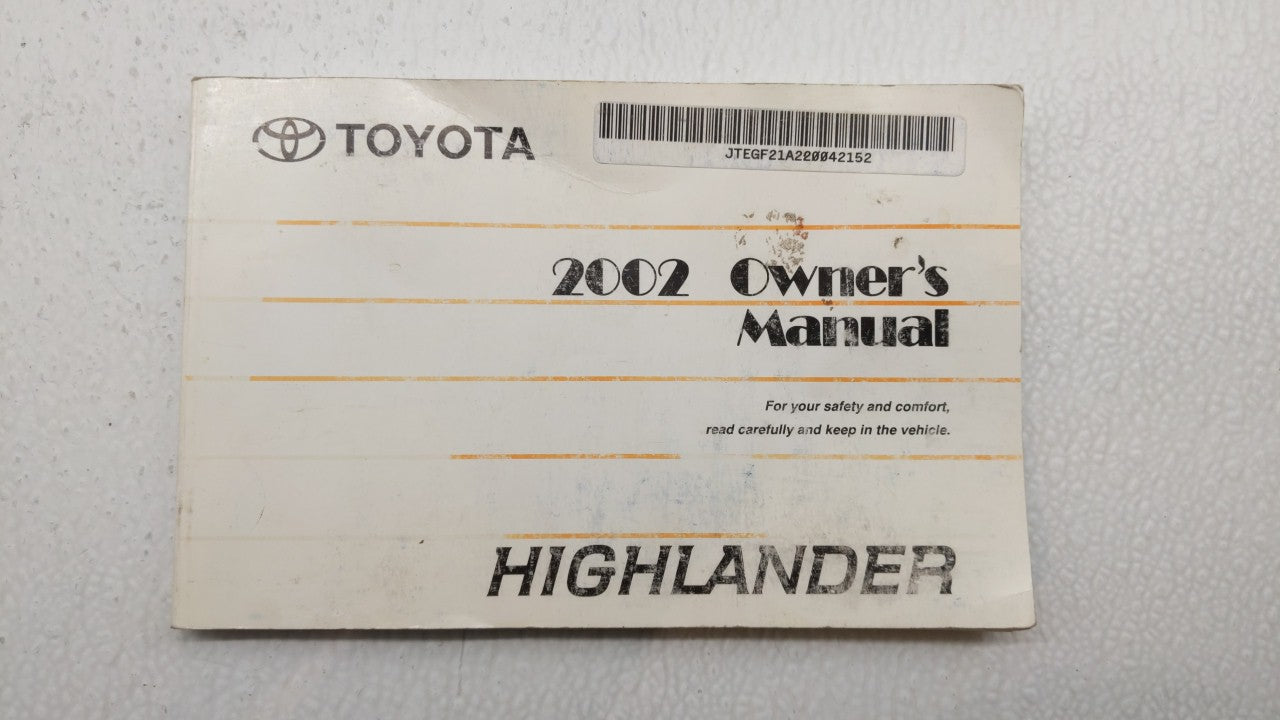 TOYOTA
JTEGF21A220042152
2002 Owner's
Manual
For your safety and comfort,
read carefully and keep in the vehicle.
HIGHLANDER